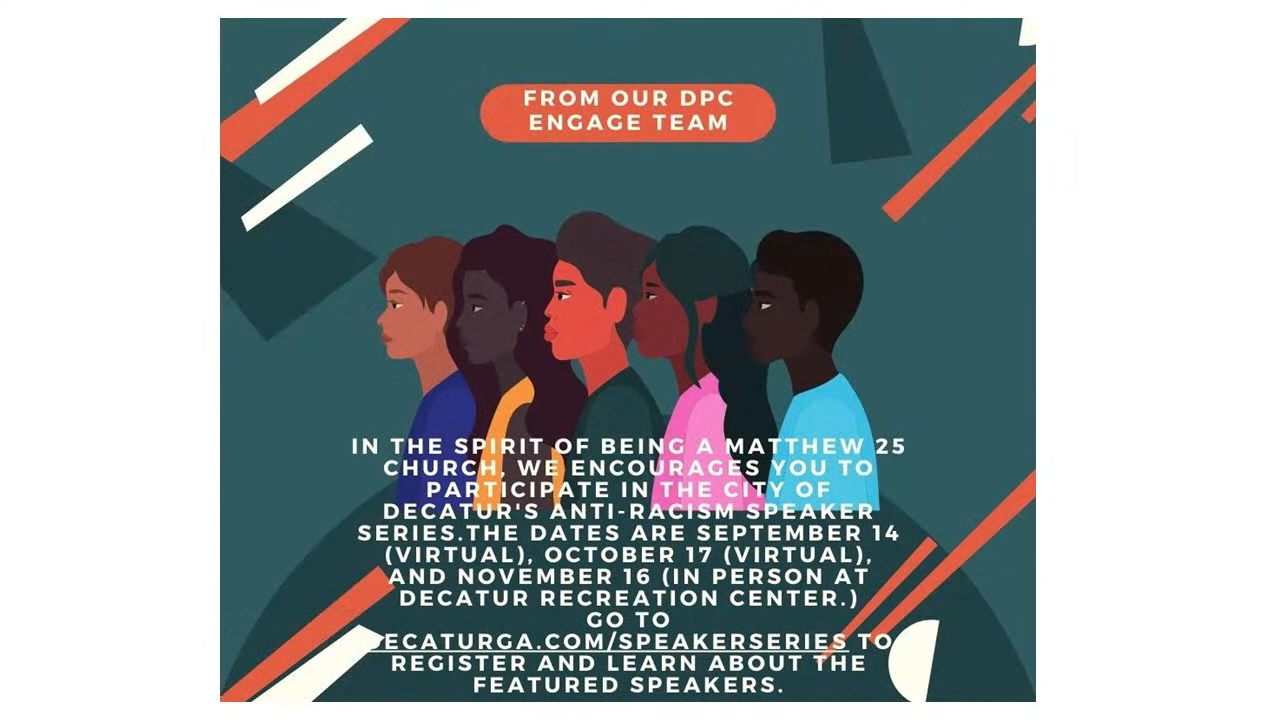 FROM OUR DPC
ENGAGE TEAM
IN THE SPIRIT OF BEING A MATTHEW 25
CHURCH, WE ENCOURAGES YOU TO
PARTICIPATE IN THE CITY OF
DECATUR'S ANTI-RACISM SPEAKER
SERIES.THE DATES ARE SEPTEMBER 14
(VIRTUAL), OCTOBER 17 (VIRTUAL),
AND NOVEMBER 16 (IN PERSON AT
DECATUR RECREATION CENTER.)
GO TO
DECATURGA.COM/SPEAKERSERIES TO
REGISTER AND LEARN ABOUT THE
FEATURED SPEAKERS.